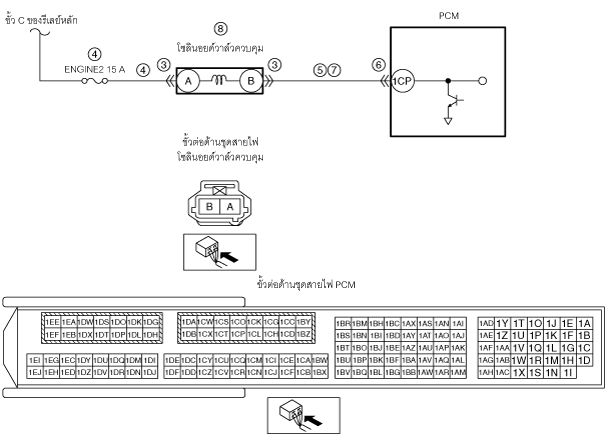 ขั้ว C ของรีเลย์หลัก
⑧
โซลินอยด์วาล์วควบคุม
PCM
④
ENGINE2 15 A
④
③
A
B
③
⑤⑦
⑥
1CP
ขั้วต่อด้านชุดสายไฟ
โซลินอยด์วาล์วควบคุม
B A
ขั้วต่อด้านชุดสายไฟ PCM
1EE 1EA 1DW 1DS 1DO 1DK 1DG 1DA 1CW 1CS 1CO 1CK 1CG 1CC 1BY 1BR 1BM 1BH 1BC 1AX 1AS 1AN 1AI 1AD 1Y 1T 1O 1J 1E 1A
1EF 1EB 1DX 1DT 1DP 1DL 1DH 1DB 1CX 1CT 1CP 1CL 1CH 1CD 1BZ 1BS 1BN 1BI 1BD 1AY 1AT 1AO 1AJ 1AE 1Z 1U 1P 1K 1F 1B
1BT 1BO 1BJ 1BE 1AZ 1AU 1AP 1AK 1AF 1AA 1V 1Q 1L 1G 1C
1EI 1EG 1EC 1DY 1DU 1DQ 1DM 1DI 1DE 1DC 1CY 1CU 1CQ 1CM 1CI 1CE 1CA 1BW 1BU 1BP 1BK 1BF 1BA 1AV 1AQ 1AL 1AG 1AB 1W 1R 1M 1H 1D
1EJ 1EH 1ED 1DZ 1DV 1DR 1DN 1DJ 1DF 1DD 1CZ 1CV 1CR 1CN 1CJ 1CF 1CB 1BX 1BV 1BQ 1BL 1BG 1BB 1AW 1AR 1AM 1AH 1AC 1X 1S 1N 1I